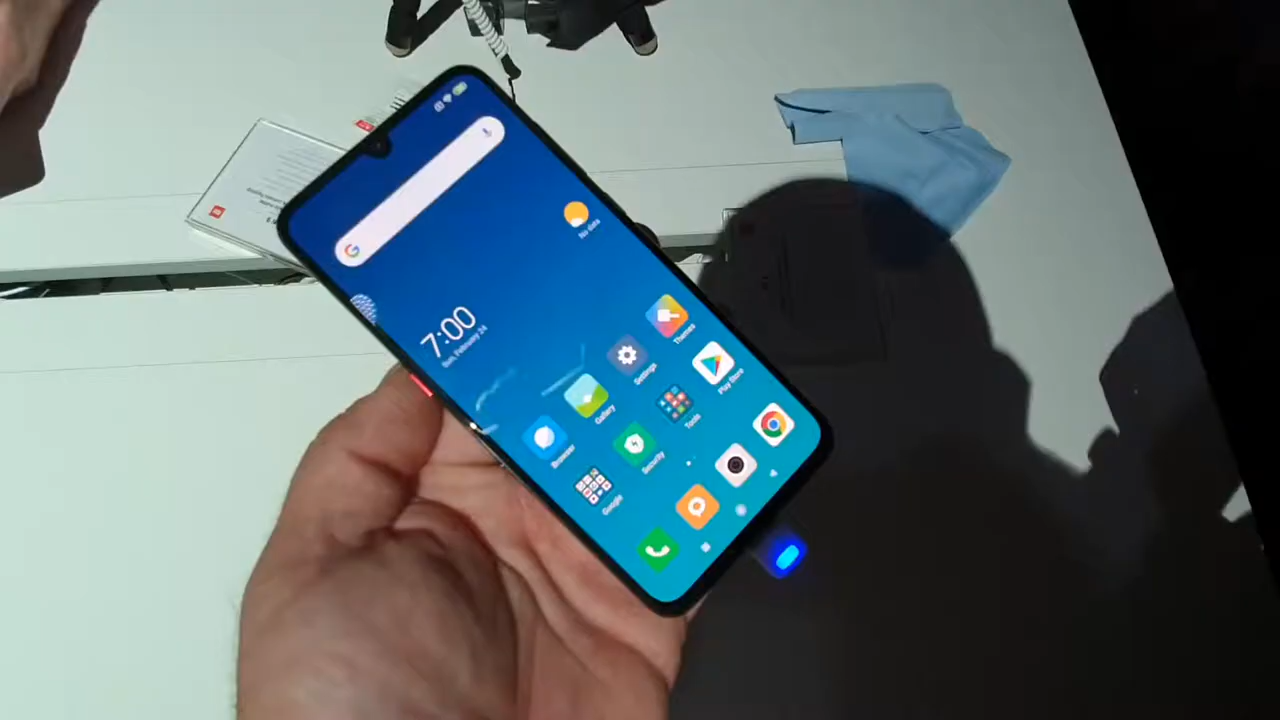 No data
7:00
Sun, February 24
Themes
Settings
Play Store
Gallery
Tools
Browser
Security
Google